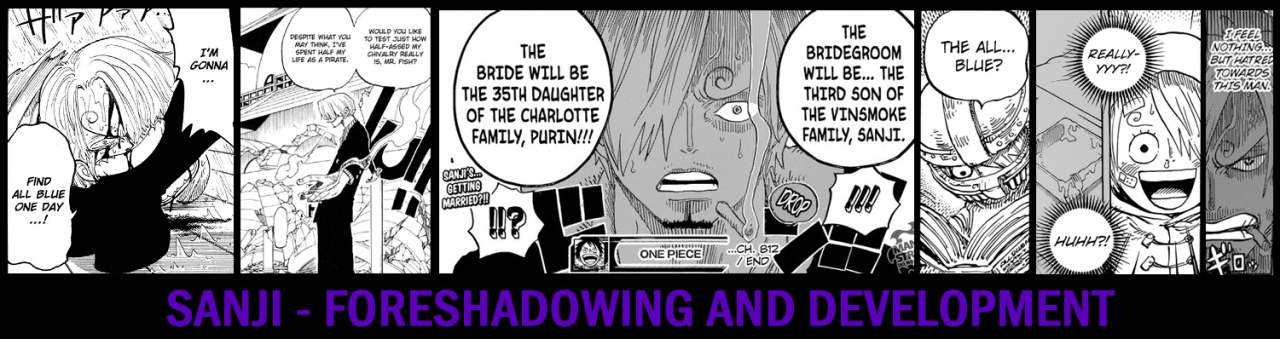 I'M
GONNA
...
FIND
ALL BLUE
ONE DAY
...!
DESPITE WHAT YOU
MAY THINK, I'VE
SPENT HALF MY
LIFE AS A PIRATE.
WOULD YOU LIKE
TO TEST JUST HOW
HALF-ASSED MY
CHIVALRY REALLY
IS, MR. FISH?
THE
BRIDE WILL BE
THE 35TH DAUGHTER
OF THE CHARLOTTE
FAMILY, PURIN!!!
THE
BRIDEGROOM
WILL BE... THE
THIRD SON OF
THE VINSMOKE
FAMILY, SANJI.
SANJI'S...
GETTING
MARRIED?!!
!!?
DROP
!!!
ONE PIECE
...CH. 812
/ END
THE ALL...
BLUE?
REALLY-
YYY?!
HUHH?!
I FEEL
NOTHING...
BUT HATRED
TOWARDS
THIS MAN.
ギロ
SANJI - FORESHADOWING AND DEVELOPMENT